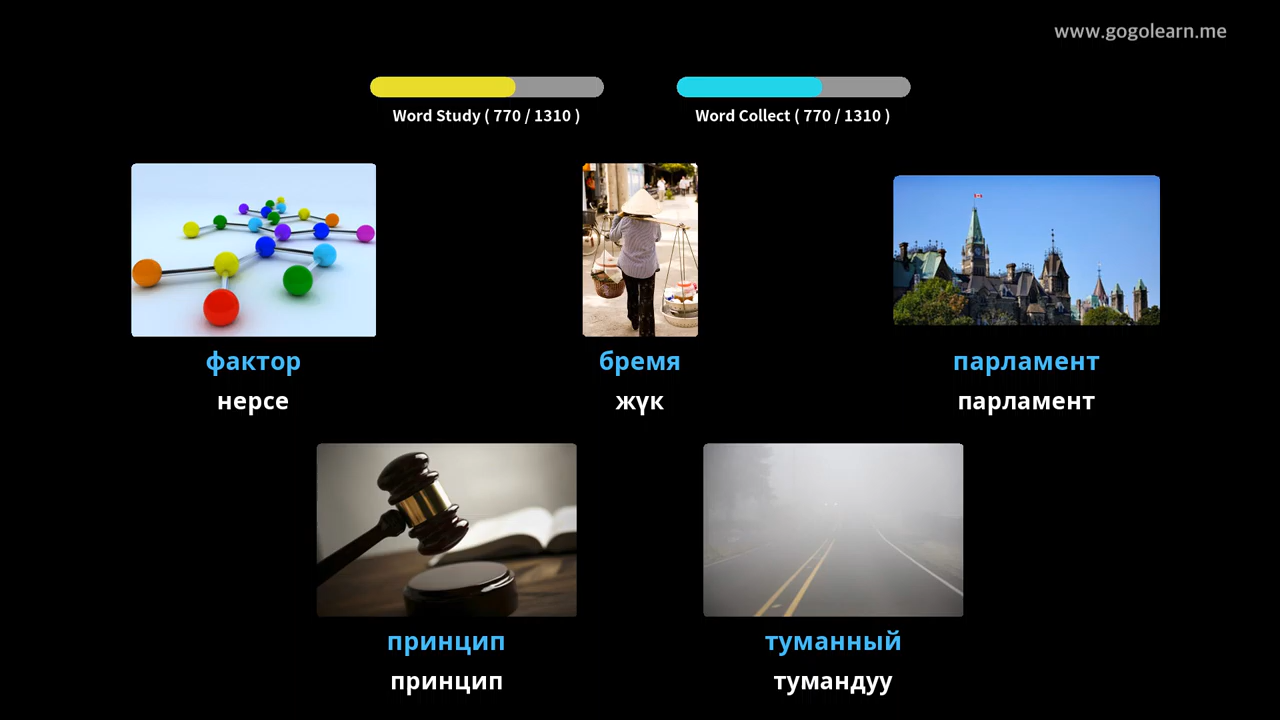 www.gogolearn.me
Word Study ( 770 / 1310 )
Word Collect ( 770 / 1310 )
фактор
нерсе
бремя
жүк
парламент
парламент
принцип
принцип
туманный
тумандуу